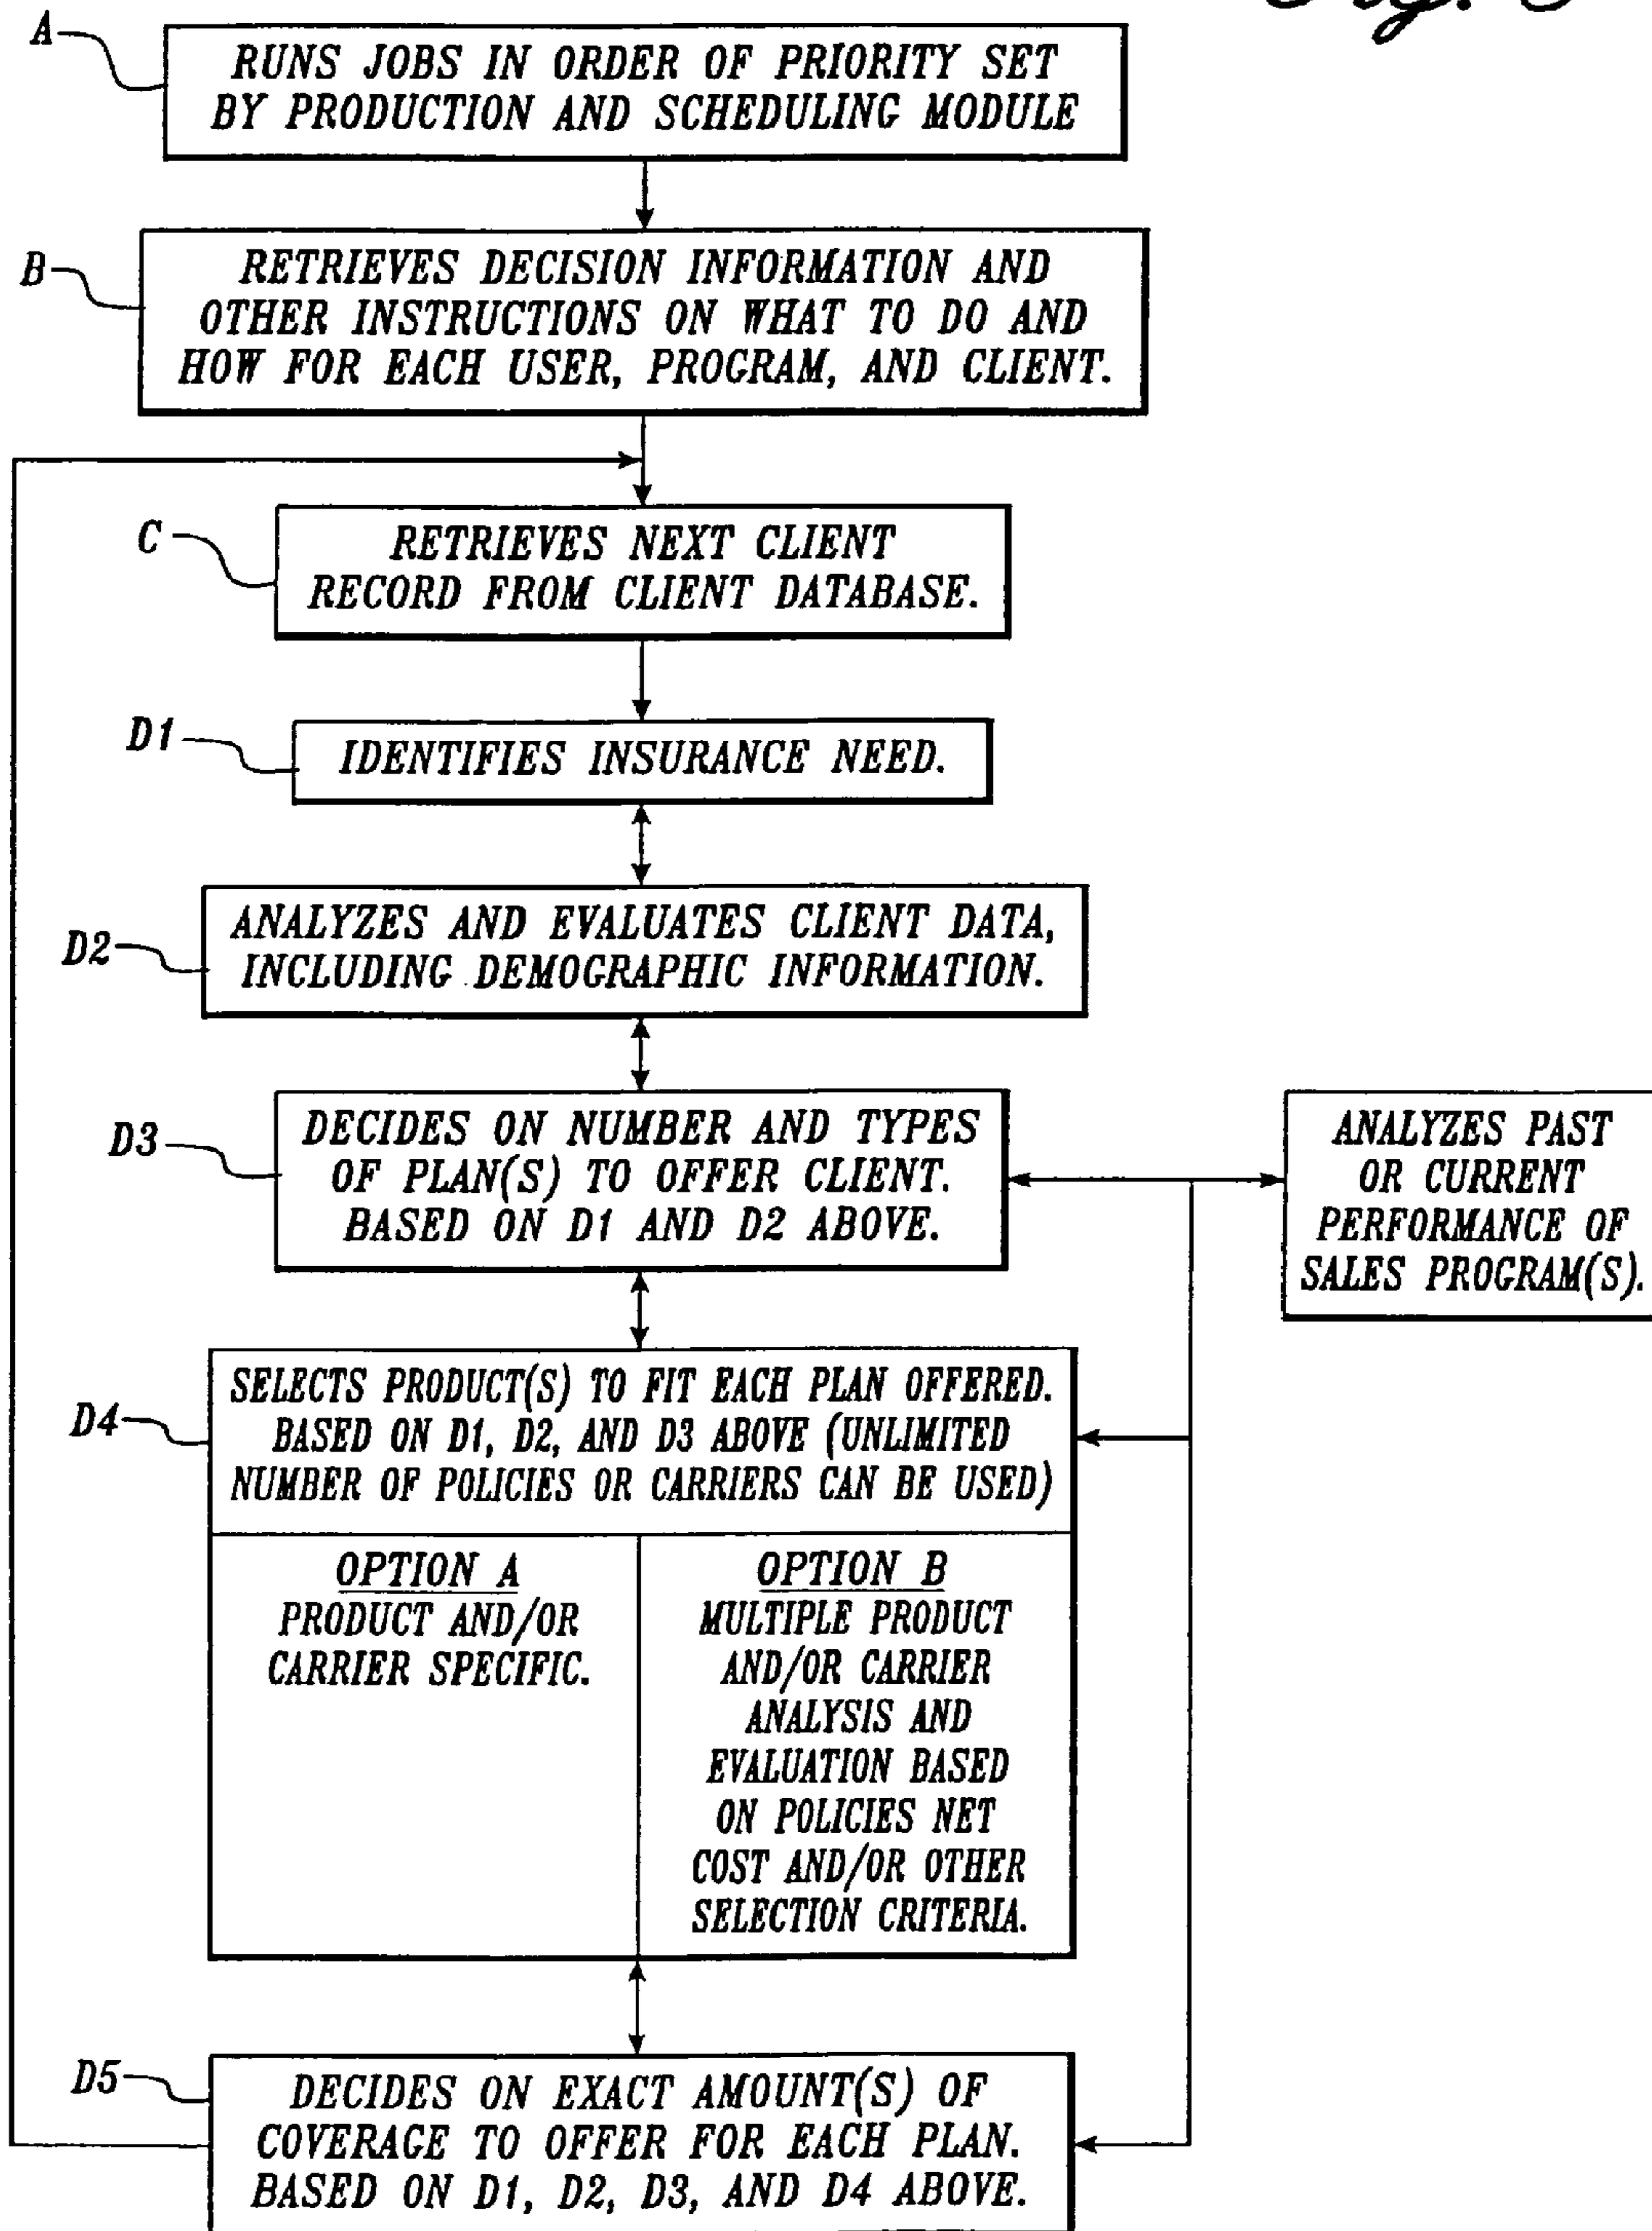 A
RUNS JOBS IN ORDER OF PRIORITY SET
BY PRODUCTION AND SCHEDULING MODULE
B
RETRIEVES DECISION INFORMATION AND
OTHER INSTRUCTIONS ON WHAT TO DO AND
HOW FOR EACH USER, PROGRAM, AND CLIENT.
C
RETRIEVES NEXT CLIENT
RECORD FROM CLIENT DATABASE.
D1
IDENTIFIES INSURANCE NEED.
D2
ANALYZES AND EVALUATES CLIENT DATA,
INCLUDING DEMOGRAPHIC INFORMATION.
D3
DECIDES ON NUMBER AND TYPES
OF PLAN(S) TO OFFER CLIENT.
BASED ON D1 AND D2 ABOVE.
ANALYZES PAST
OR CURRENT
PERFORMANCE OF
SALES PROGRAM(S).
D4
SELECTS PRODUCT(S) TO FIT EACH PLAN OFFERED.
BASED ON D1, D2, AND D3 ABOVE (UNLIMITED
NUMBER OF POLICIES OR CARRIERS CAN BE USED)
OPTION A
PRODUCT AND/OR
CARRIER SPECIFIC.
OPTION B
MULTIPLE PRODUCT
AND/OR CARRIER
ANALYSIS AND
EVALUATION BASED
ON POLICIES NET
COST AND/OR OTHER
SELECTION CRITERIA.
D5
DECIDES ON EXACT AMOUNT(S) OF
COVERAGE TO OFFER FOR EACH PLAN.
BASED ON D1, D2, D3, AND D4 ABOVE.